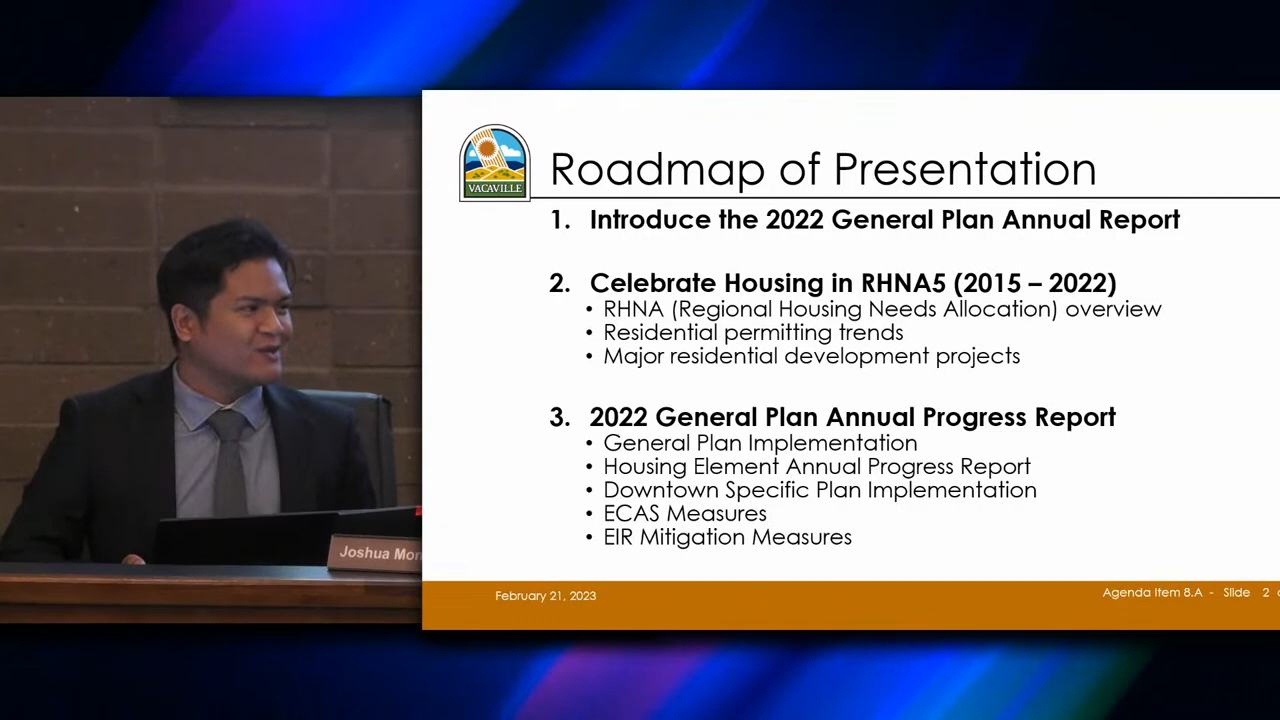 VACAVILLE
Roadmap of Presentation
1. Introduce the 2022 General Plan Annual Report
2. Celebrate Housing in RHNA5 (2015 – 2022)
• RHNA (Regional Housing Needs Allocation) overview
• Residential permitting trends
• Major residential development projects
3. 2022 General Plan Annual Progress Report
• General Plan Implementation
• Housing Element Annual Progress Report
• Downtown Specific Plan Implementation
• ECAS Measures
• EIR Mitigation Measures
Joshua
February 21, 2023
Agenda Item 8.A - Slide 2